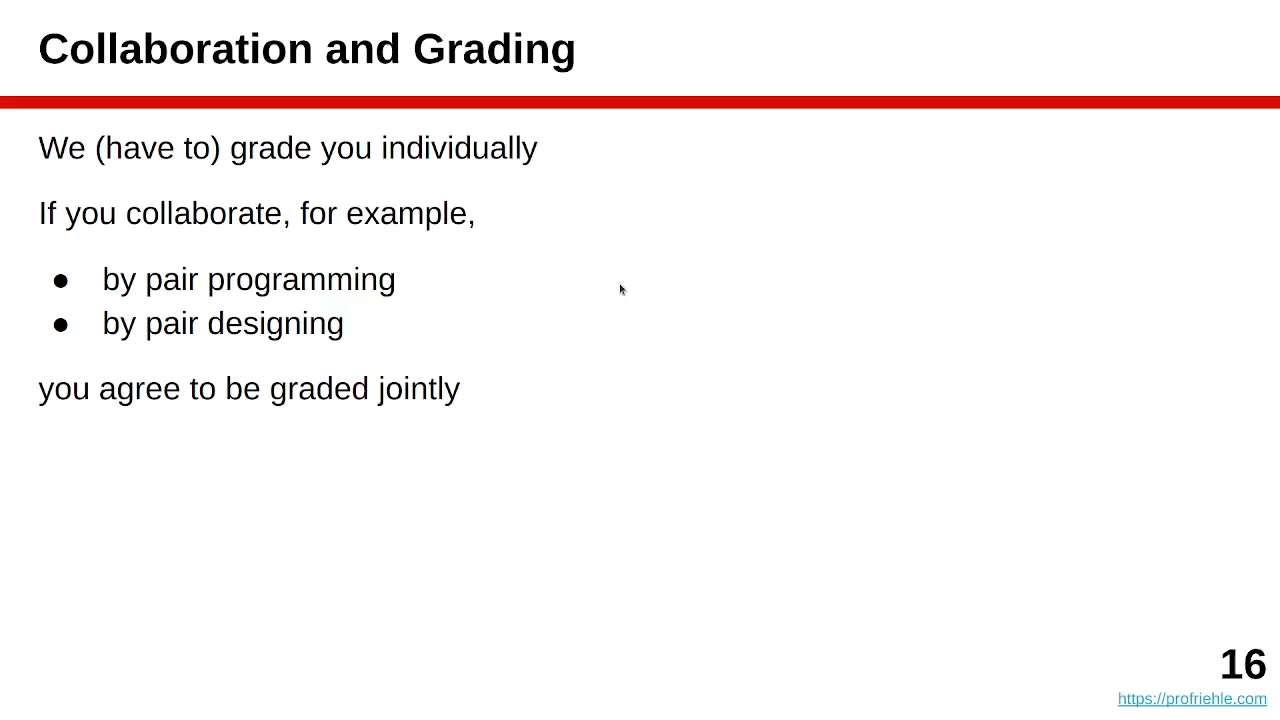 Collaboration and Grading
We (have to) grade you individually
If you collaborate, for example,
● by pair programming
● by pair designing
you agree to be graded jointly
16
https://profriehle.com